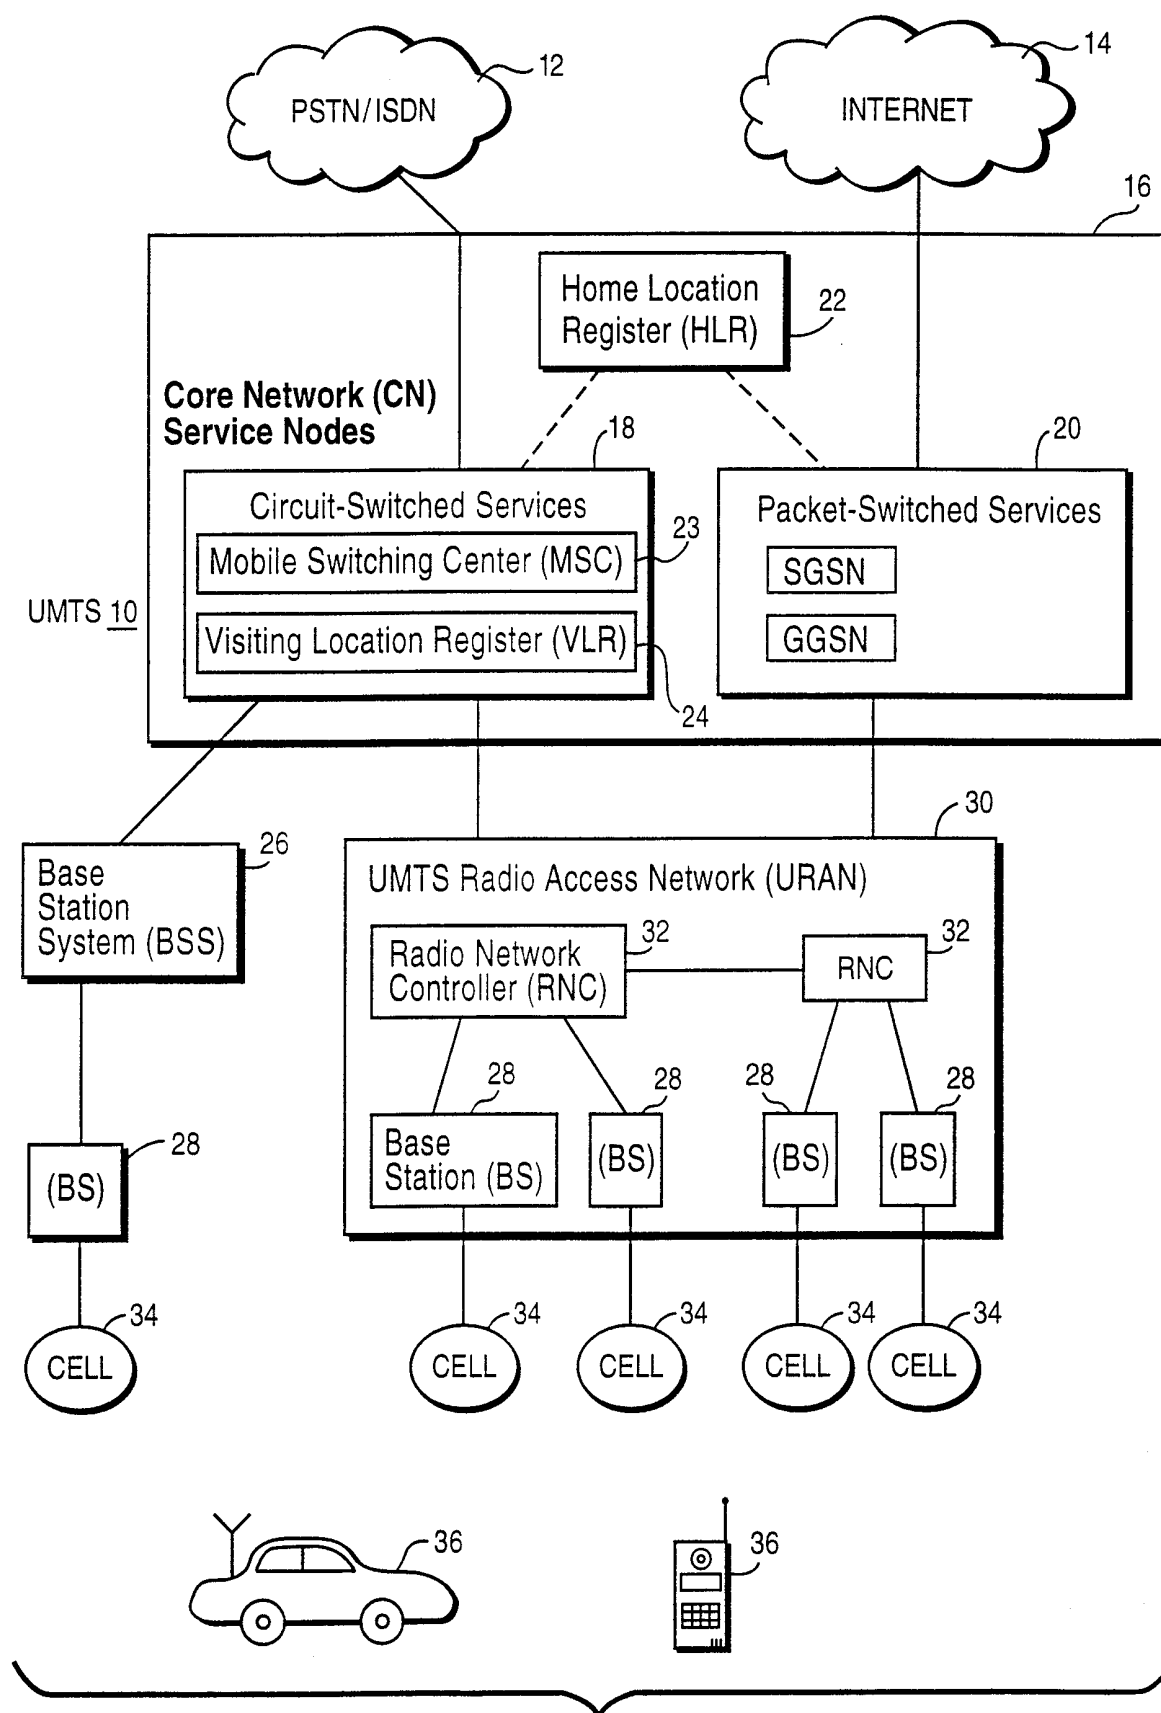 12
14
PSTN/ISDN
INTERNET
16
Home Location
Register (HLR)
22
Core Network (CN)
Service Nodes
18
20
Circuit-Switched Services
Packet-Switched Services
23
Mobile Switching Center (MSC)
SGSN
UMTS 10
Visiting Location Register (VLR)
GGSN
24
30
26
Base
Station
System (BSS)
UMTS Radio Access Network (URAN)
32
32
Radio Network
Controller (RNC)
RNC
28
28
28
28
28
(BS)
Base
Station (BS)
(BS)
(BS)
(BS)
34
34
34
34
34
CELL
CELL
CELL
CELL
CELL
36
36